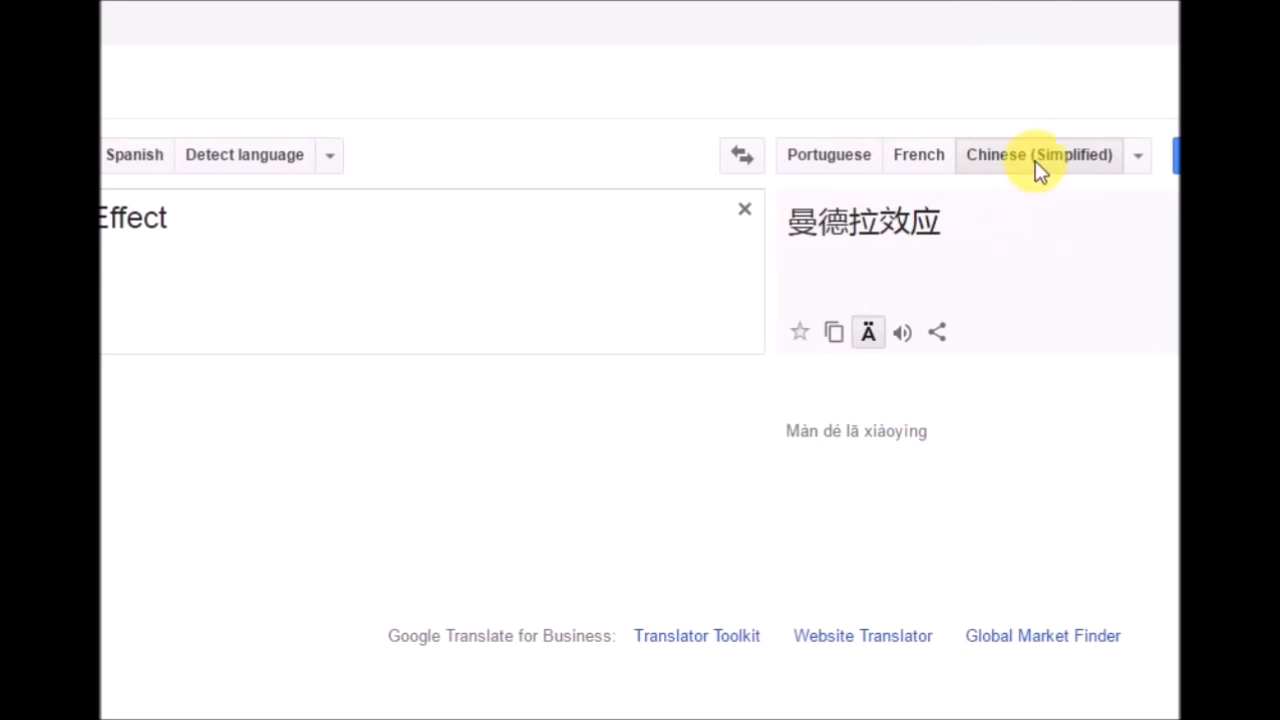 Spanish Detect language Portuguese French Chinese (Simplified)
Effect 曼德拉效应
Ä
Màn dé lā xiàoyìng
Google Translate for Business: Translator Toolkit Website Translator Global Market Finder